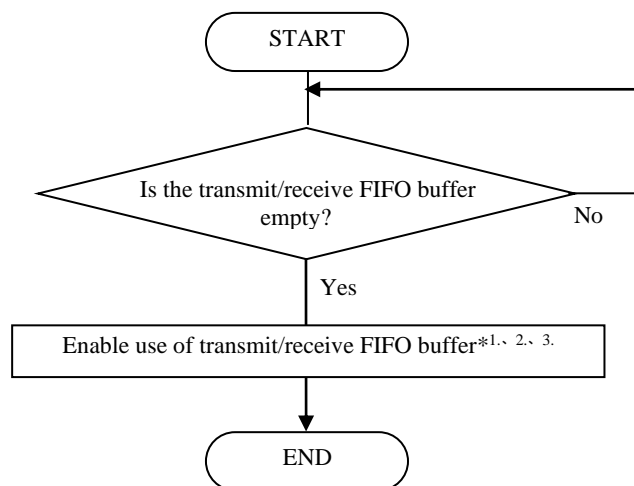 START
Is the transmit/receive FIFO buffer
empty?
No
Yes
Enable use of transmit/receive FIFO buffer*1.、2.、3.
END